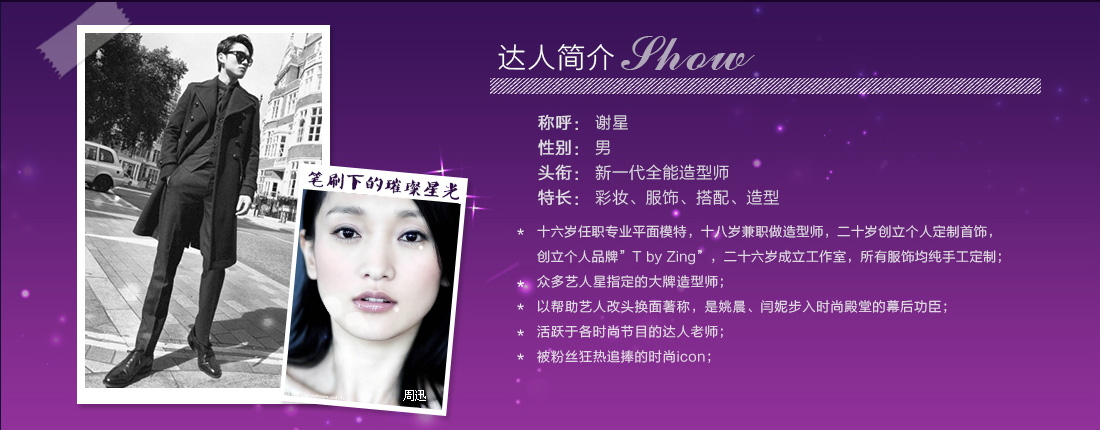 达人简介 Show
称呼： 谢星
性别： 男
头衔： 新一代全能造型师
特长： 彩妆、服饰、搭配、造型
* 十六岁任职专业平面模特，十八岁兼职做造型师，二十岁创立个人定制首饰，
创立个人品牌”T by Zing”，二十六岁成立工作室，所有服饰均纯手工定制；
* 众多艺人星指定的大牌造型师；
* 以帮助艺人改头换面著称，是姚晨、闫妮步入时尚殿堂的幕后功臣；
* 活跃于各时尚节目的达人老师；
* 被粉丝狂热追捧的时尚icon；
笔刷下的璀璨星光
周迅